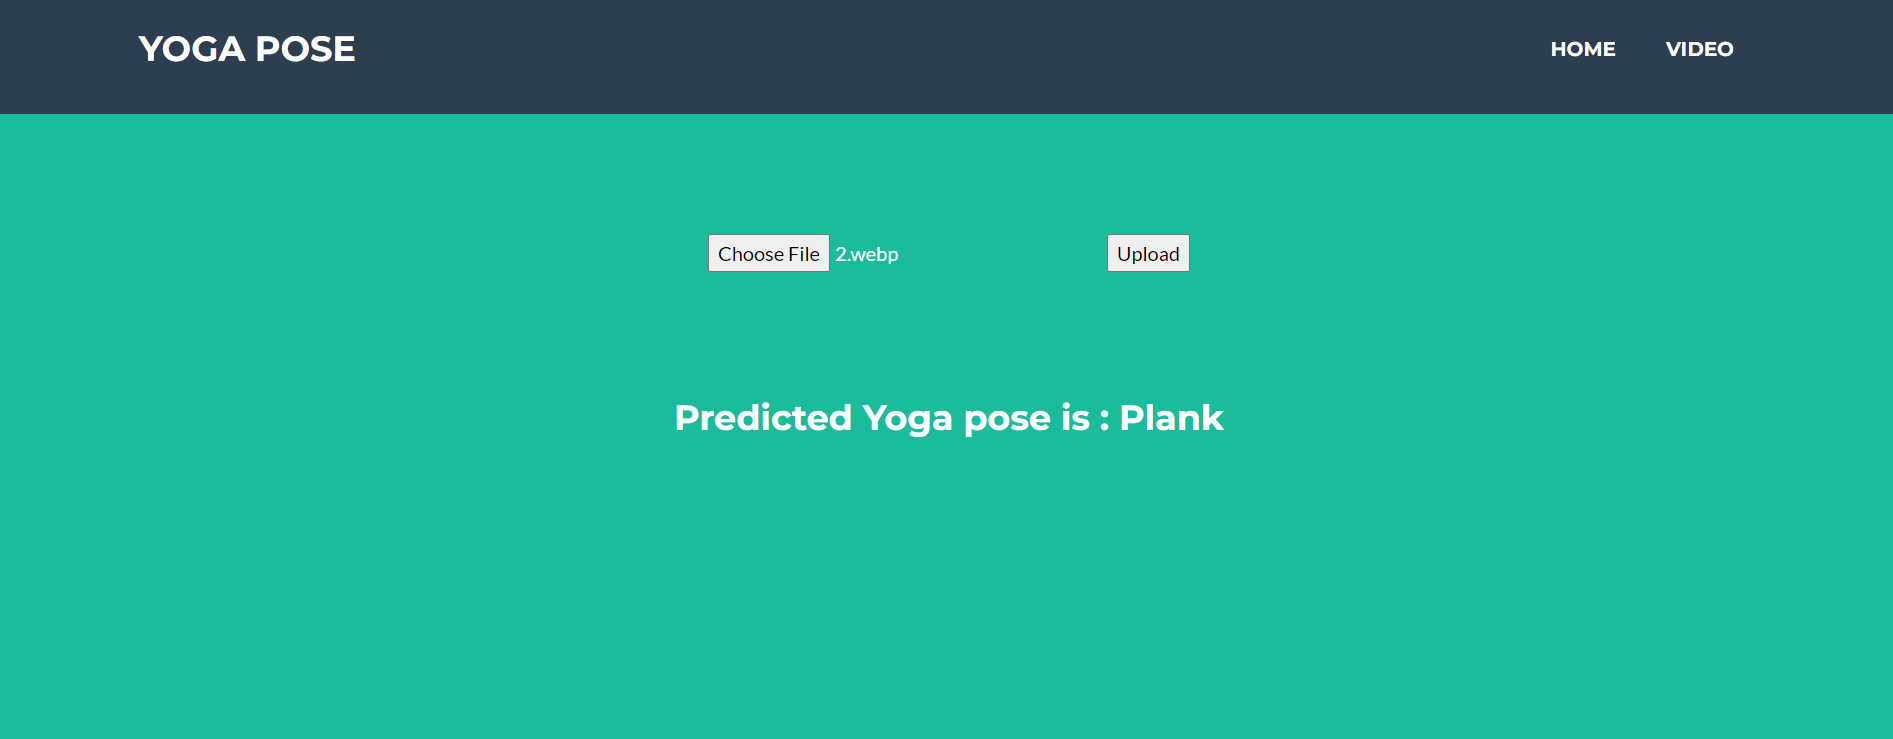 YOGA POSE
HOME VIDEO
Choose File 2.webp Upload
Predicted Yoga pose is : Plank